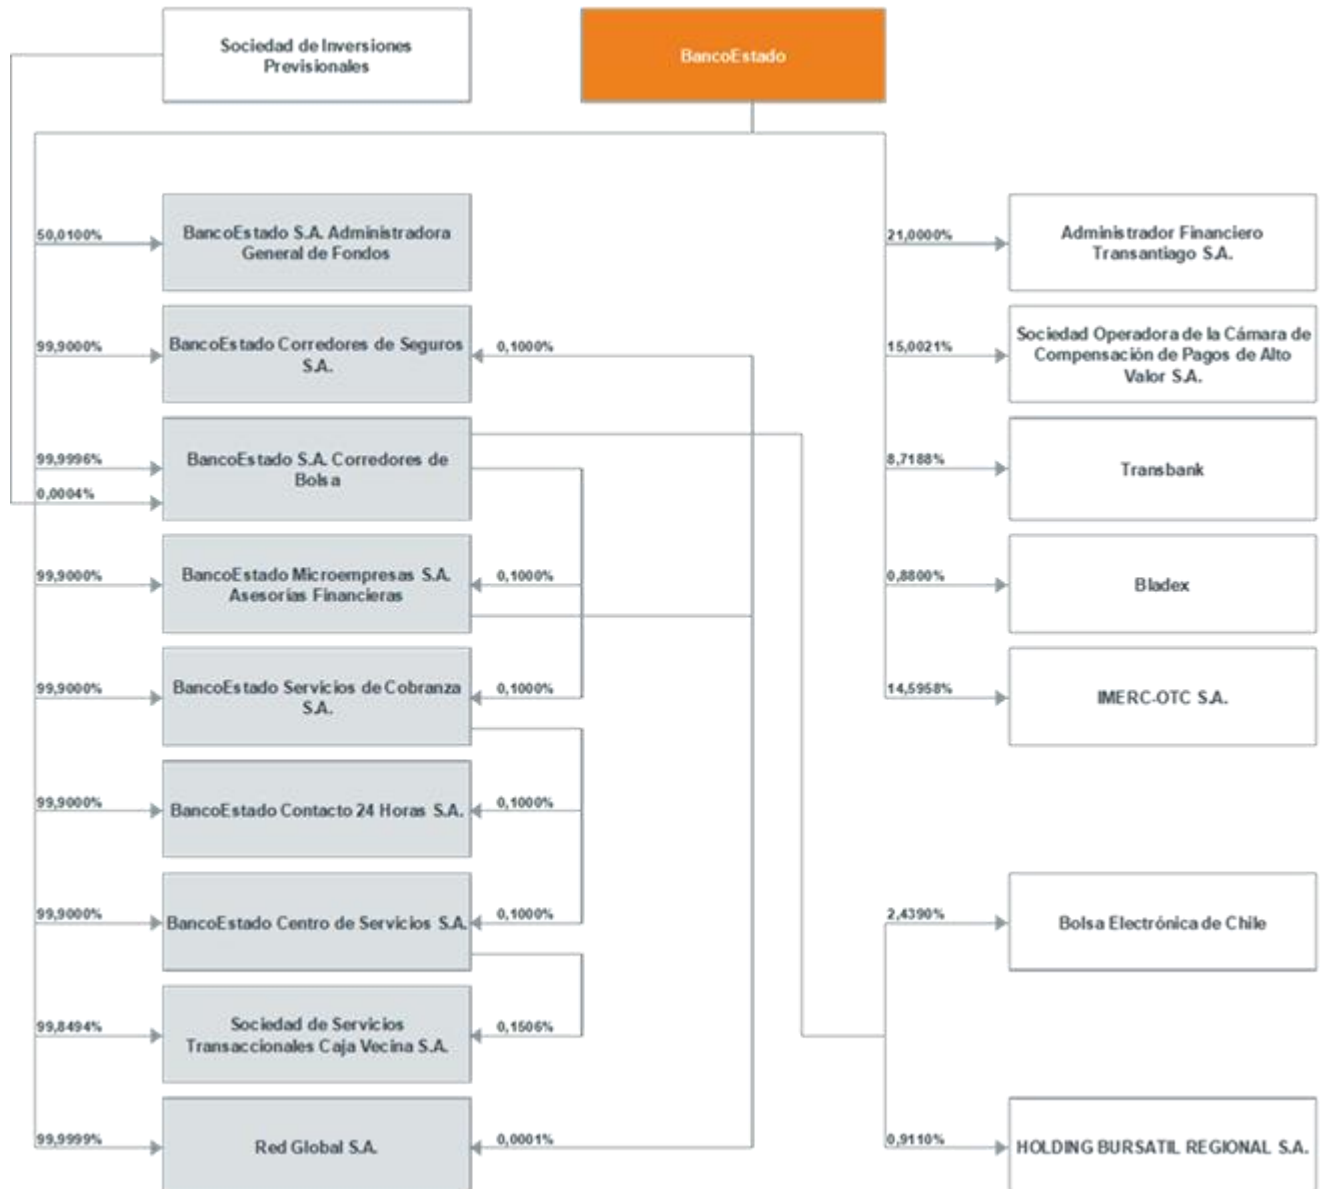 Sociedad de Inversiones
Previsionales
BancoEstado
50,0100%
BancoEstado S.A. Administradora
General de Fondos
21,0000%
Administrador Financiero
Transantiago S.A.
99,9000%
BancoEstado Corredores de Seguros
S.A.
0,1000%
15,0021%
Sociedad Operadora de la Cámara de
Compensación de Pagos de Alto
Valor S.A.
99,9996%
0,0004%
BancoEstado S.A. Corredores de
Bolsa
8,7188%
Transbank
99,9000%
BancoEstado Microempresas S.A.
Asesorías Financieras
0,1000%
0,8800%
Bladex
99,9000%
BancoEstado Servicios de Cobranza
S.A.
0,1000%
14,5958%
IMERC-OTC S.A.
99,9000%
BancoEstado Contacto 24 Horas S.A.
0,1000%
99,9000%
BancoEstado Centro de Servicios S.A.
0,1000%
2,4390%
Bolsa Electrónica de Chile
99,8494%
Sociedad de Servicios
Transaccionales Caja Vecina S.A.
0,1506%
99,9999%
Red Global S.A.
0,0001%
0,9110%
HOLDING BURSATIL REGIONAL S.A.